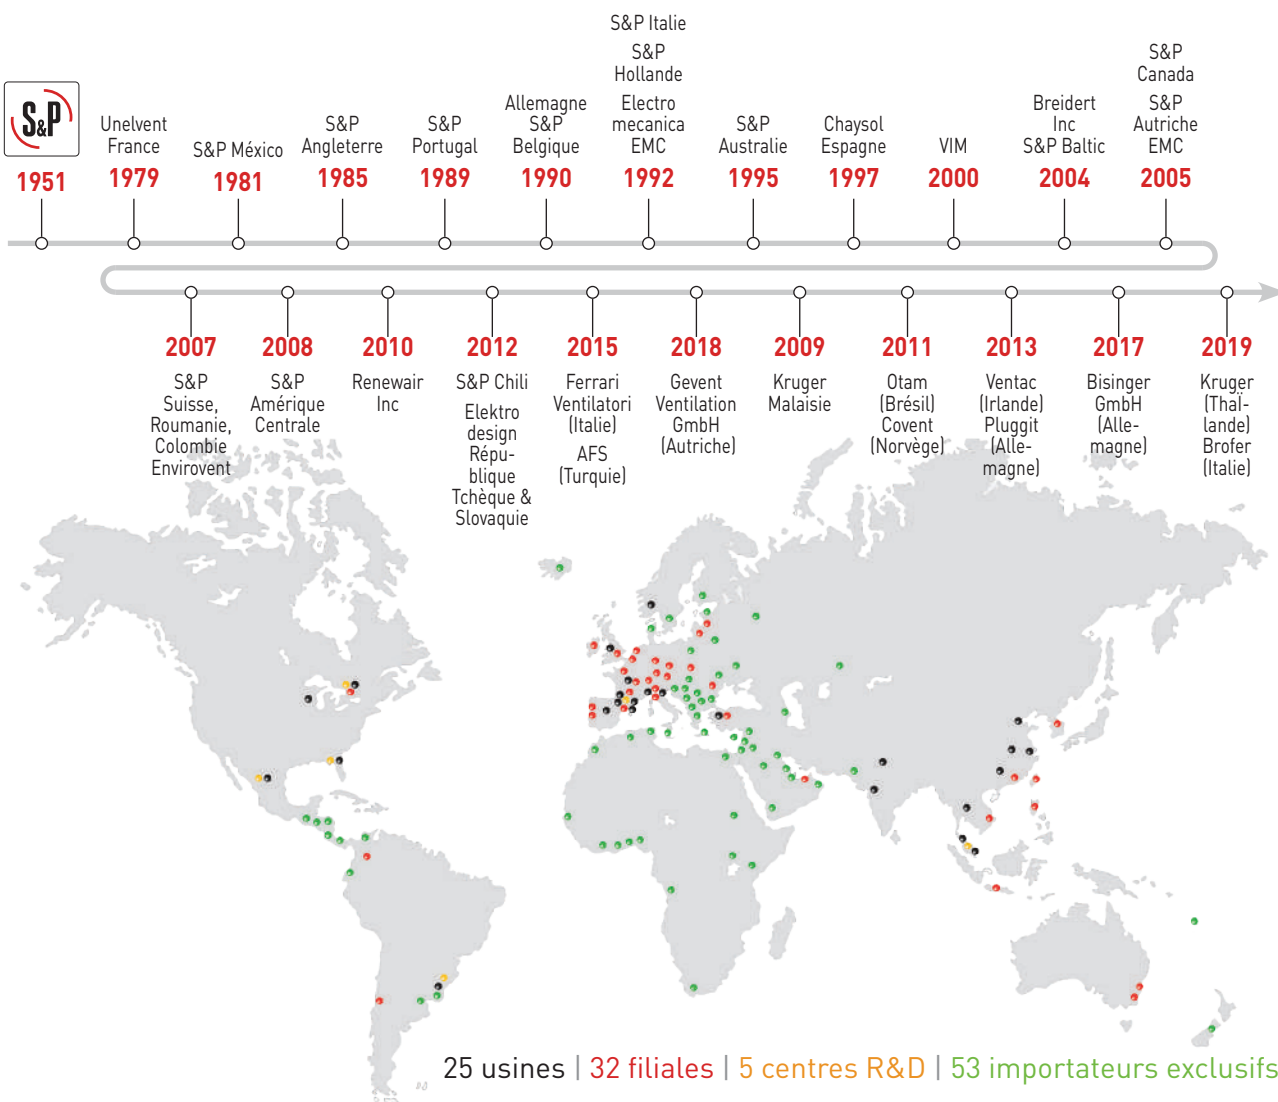 S&P
1951
Unelvent
France
1979
S&P México
1981
S&P
Angleterre
1985
S&P
Portugal
1989
Allemagne
S&P
Belgique
1990
S&P Italie
S&P
Hollande
Electro
mecanica
EMC
1992
S&P
Australie
1995
Chaysol
Espagne
1997
VIM
2000
Breidert
Inc
S&P Baltic
2004
S&P
Canada
S&P
Autriche
EMC
2005
2007
S&P
Suisse,
Roumanie,
Colombie
Envirovent
2008
S&P
Amérique
Centrale
2010
Renewair
Inc
2012
S&P Chili
Elektro
design
Répu-
blique
Tchèque &
Slovaquie
2015
Ferrari
Ventilatori
(Italie)
AFS
(Turquie)
2018
Gevent
Ventilation
GmbH
(Autriche)
2009
Kruger
Malaisie
2011
Otam
(Brésil)
Covent
(Norvège)
2013
Ventac
(Irlande)
Pluggit
(Alle-
magne)
2017
Bisinger
GmbH
(Alle-
magne)
2019
Kruger
(Thaï-
lande)
Brofer
(Italie)
25 usines | 32 filiales | 5 centres R&D | 53 importateurs exclusifs